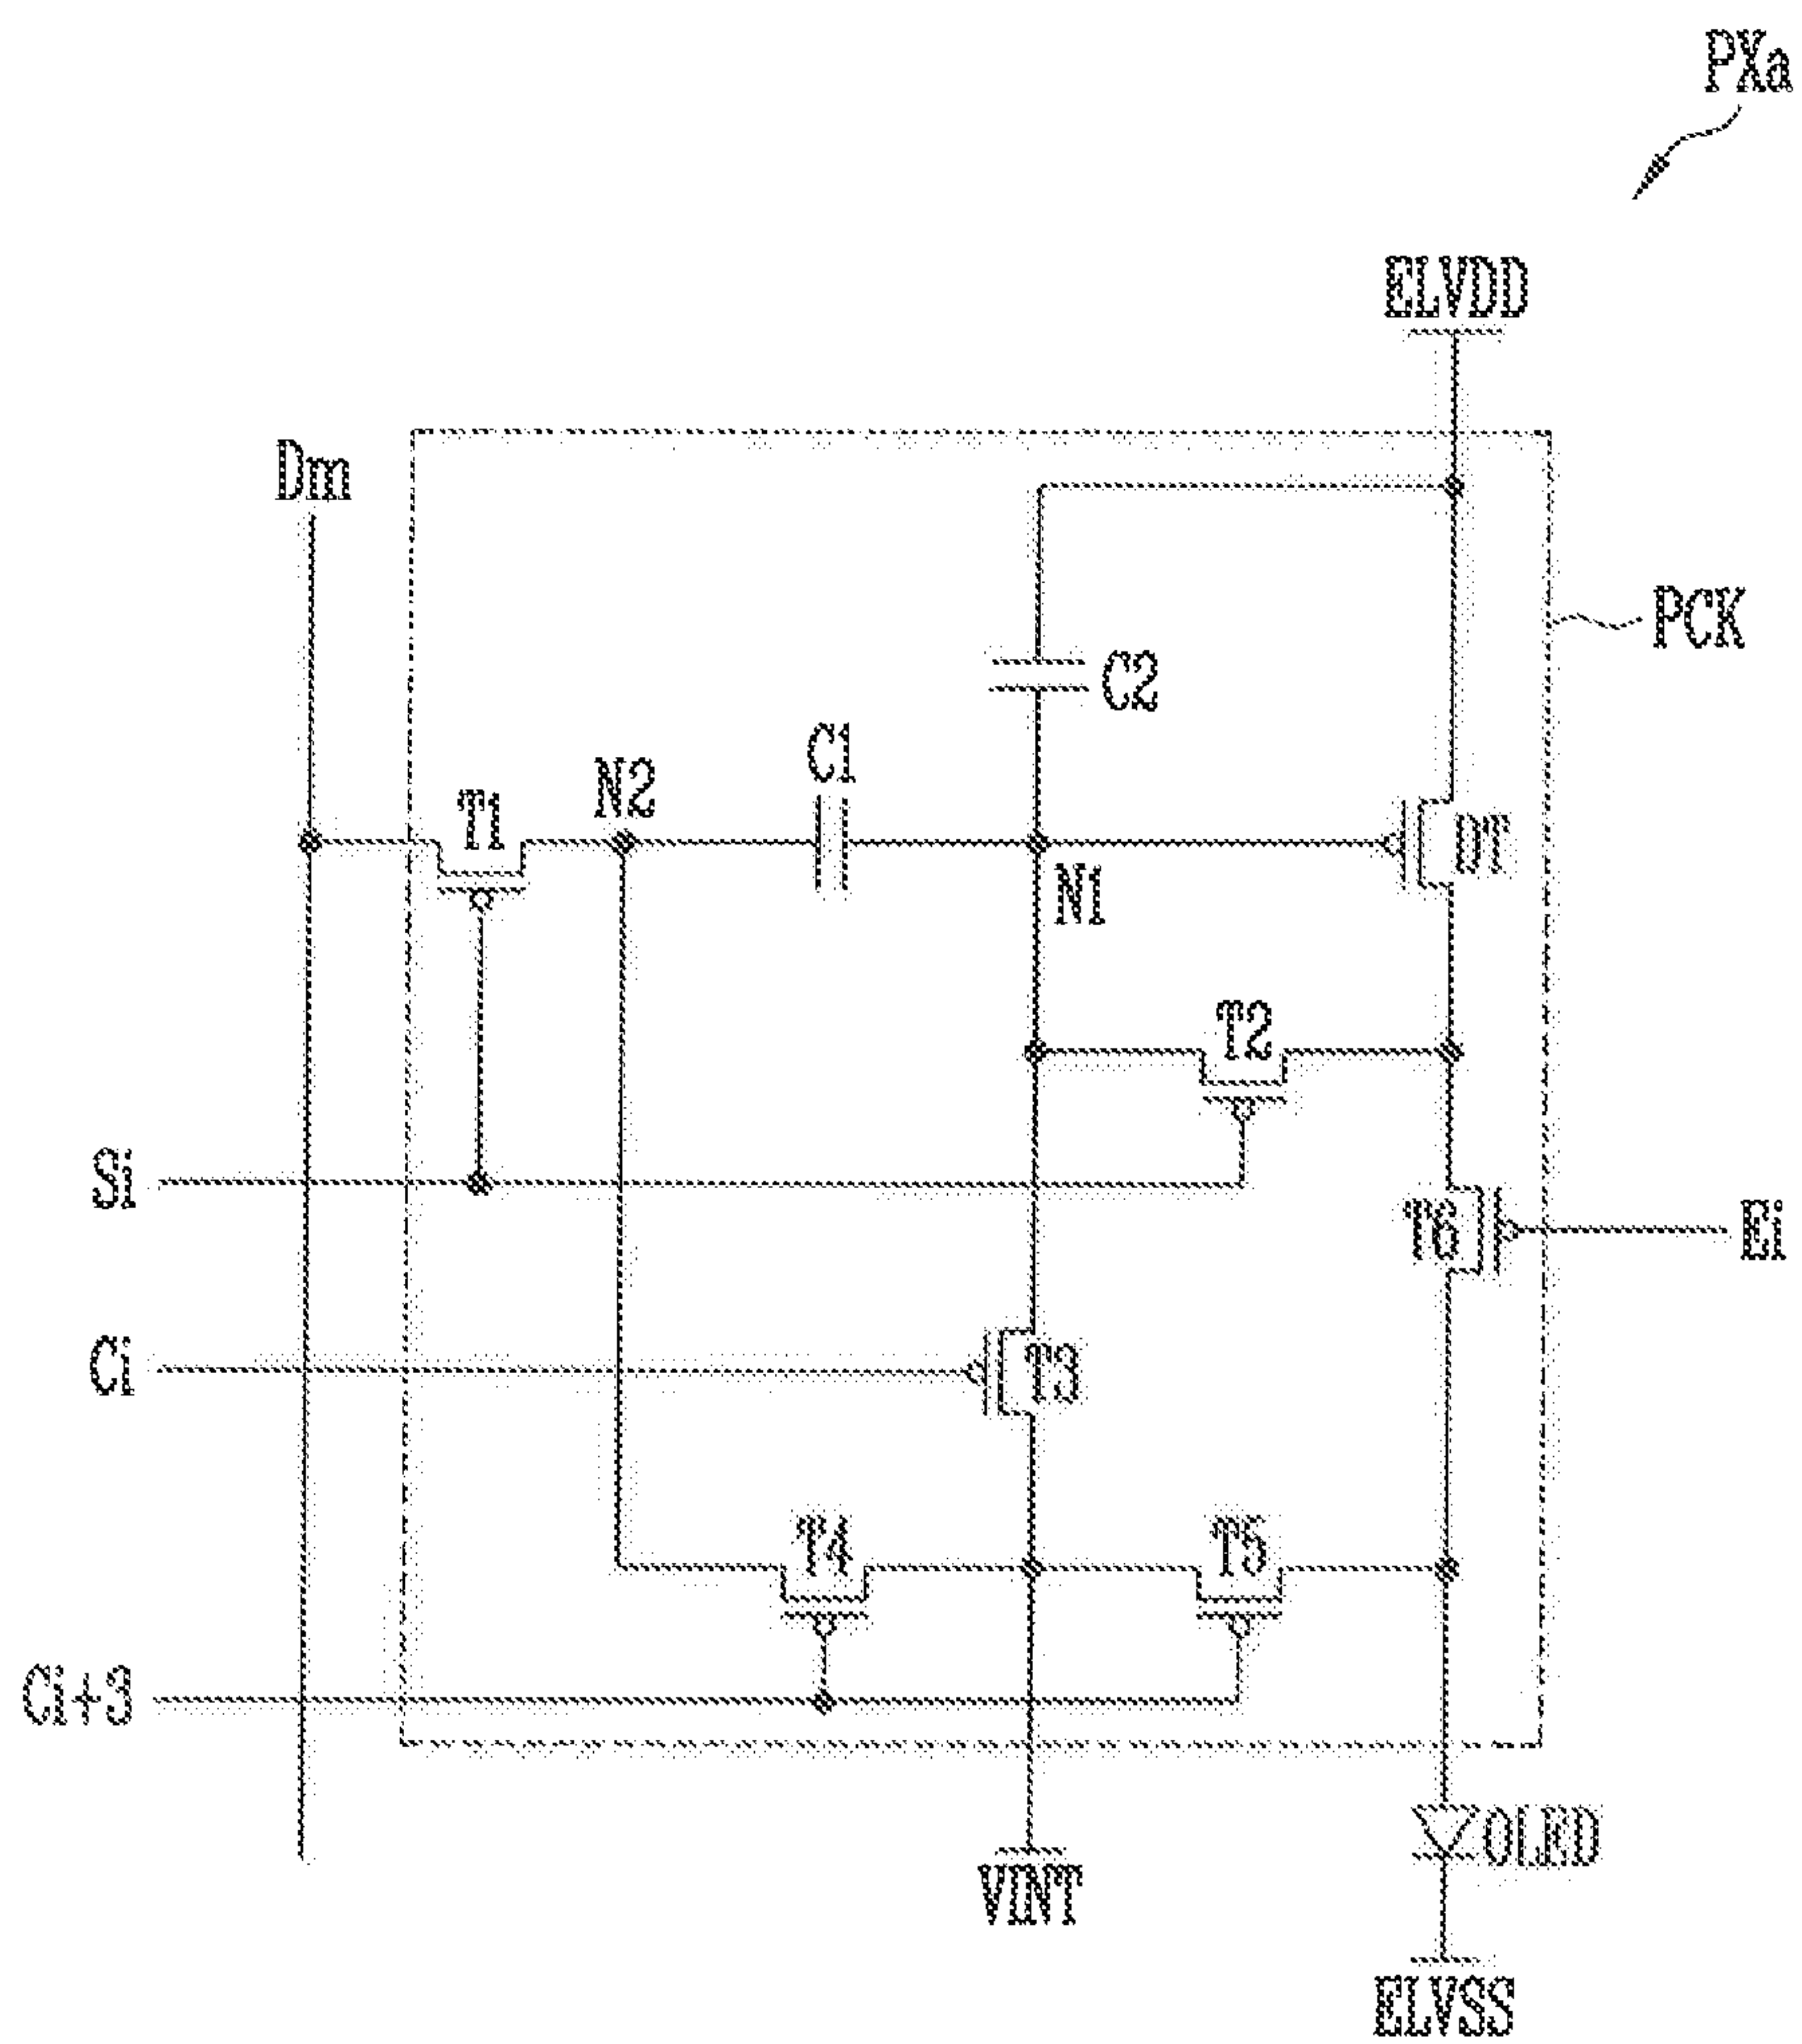 PXa
ELVDD
Dm
PCK
C2
C1
N2
T1
DT
N1
T2
Si
T6
Ei
Ci
T3
T4
T5
Ci+3
OLED
VINT
ELVSS